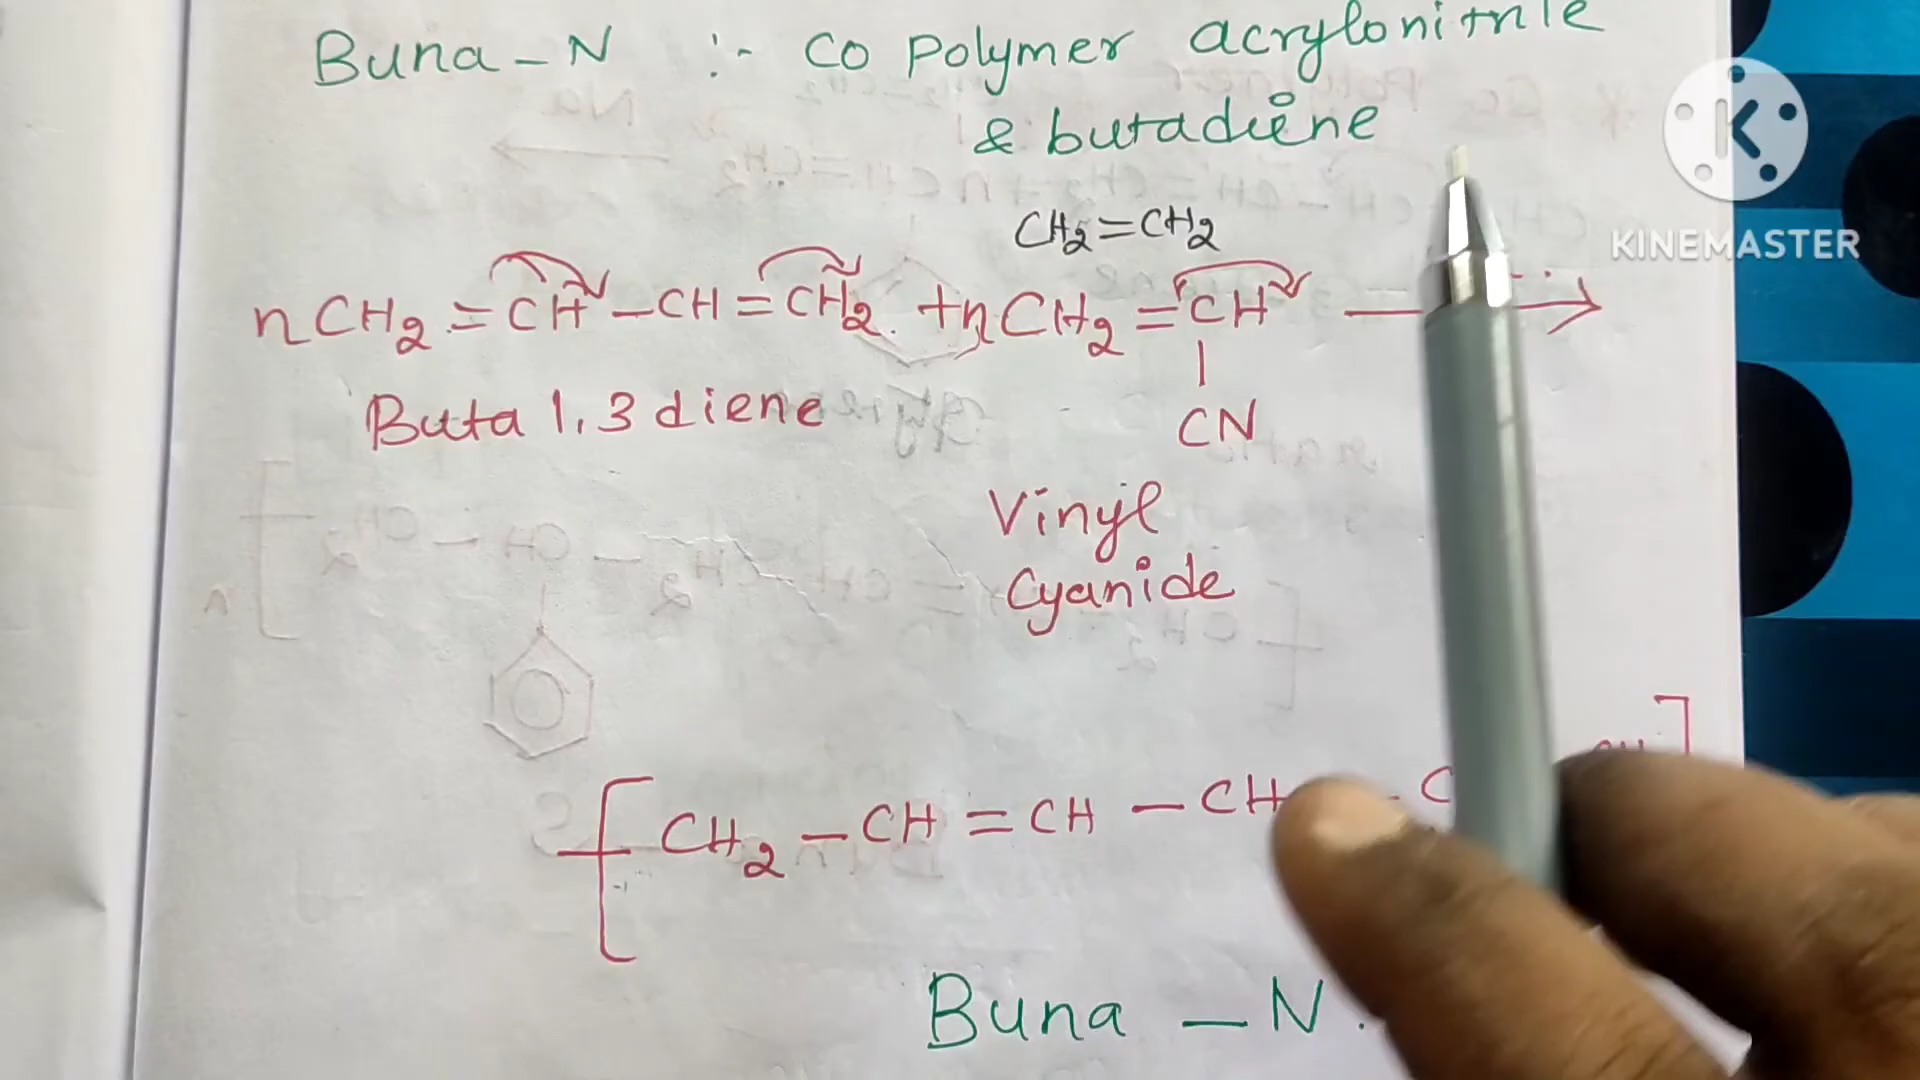 Buna - N :- Co Polymer acrylonitrile
& butadiene
CH2=CH2
nCH2 = CH - CH = CH2 + nCH2 = CH →
CN
Buta 1,3 diene
Vinyl
Cyanide
[ CH2 - CH = CH - CH - C ]
Buna - N.
K
KINEMASTER